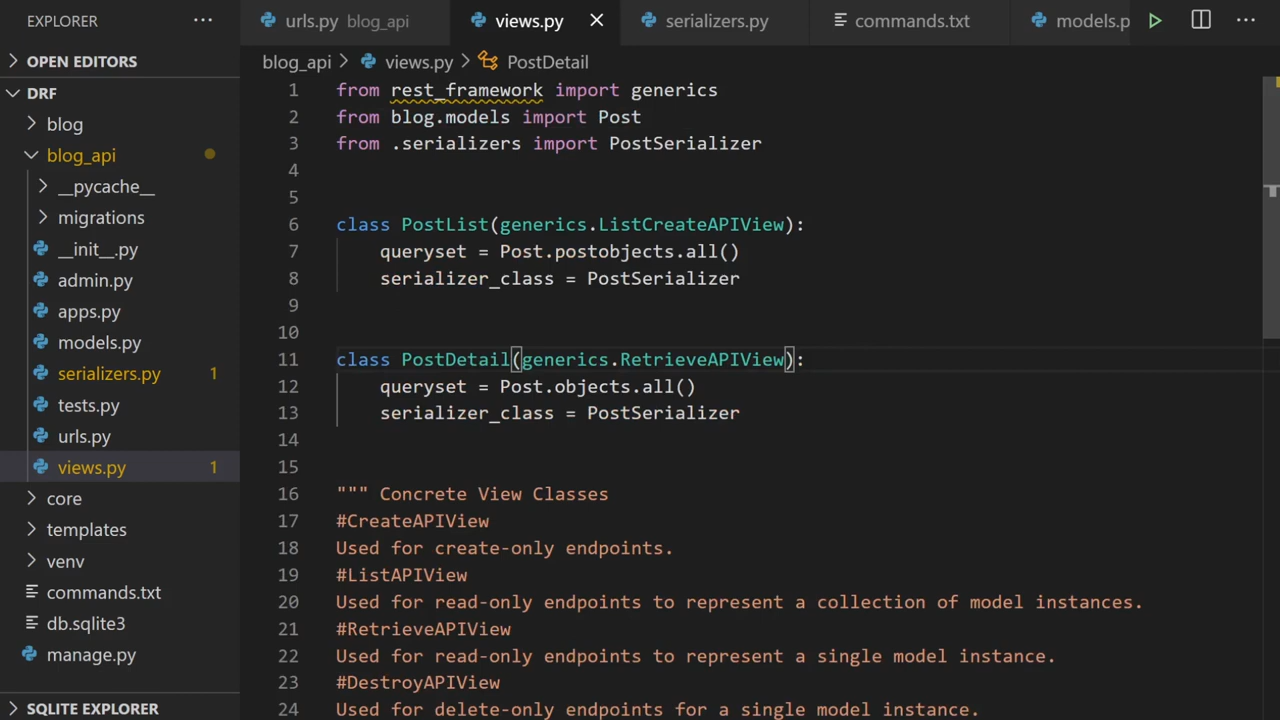 EXPLORER
...
urls.py blog_api
views.py
serializers.py
commands.txt
models.p
...
OPEN EDITORS
blog_api > views.py > PostDetail
DRF
blog
blog_api
__pycache__
migrations
__init__.py
admin.py
apps.py
models.py
serializers.py 1
tests.py
urls.py
views.py 1
core
templates
venv
commands.txt
db.sqlite3
manage.py
SQLITE EXPLORER
1 from rest_framework import generics
2 from blog.models import Post
3 from .serializers import PostSerializer
4
5
6 class PostList(generics.ListCreateAPIView):
7     queryset = Post.postobjects.all()
8     serializer_class = PostSerializer
9
10
11 class PostDetail(generics.RetrieveAPIView):
12     queryset = Post.objects.all()
13     serializer_class = PostSerializer
14
15
16 """ Concrete View Classes
17 #CreateAPIView
18 Used for create-only endpoints.
19 #ListAPIView
20 Used for read-only endpoints to represent a collection of model instances.
21 #RetrieveAPIView
22 Used for read-only endpoints to represent a single model instance.
23 #DestroyAPIView
24 Used for delete-only endpoints for a single model instance.